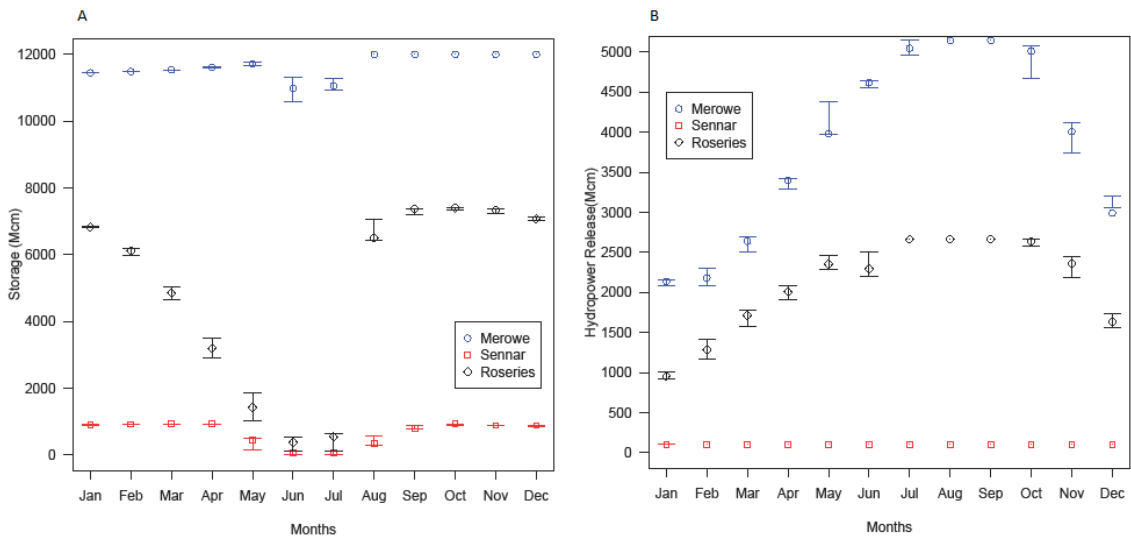 A
12000
10000
8000
6000
4000
2000
0
Storage (Mcm)
Merowe
Sennar
Roseries
Jan Feb Mar Apr May Jun Jul Aug Sep Oct Nov Dec
Months
B
5000
4500
4000
3500
3000
2500
2000
1500
1000
500
0
Hydropower Release(Mcm)
Merowe
Sennar
Roseries
Jan Feb Mar Apr May Jun Jul Aug Sep Oct Nov Dec
Months